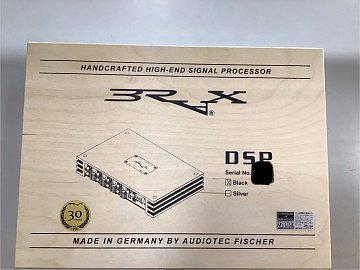 HANDCRAFTED HIGH-END SIGNAL PROCESSOR
BRAX®
DSP
Serial No.
☒ Black
☐ Silver
30
MADE IN GERMANY BY AUDIOTEC FISCHER